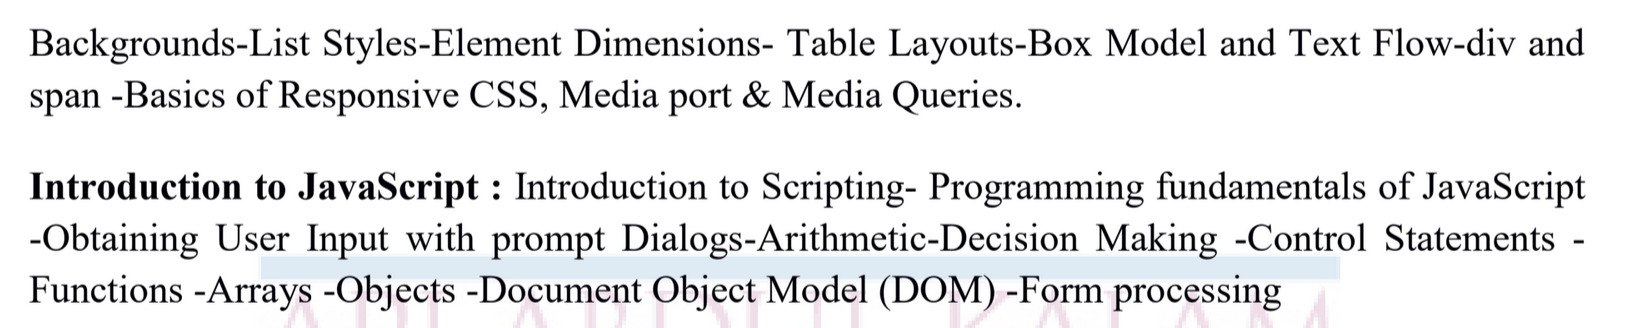 Backgrounds-List Styles-Element Dimensions- Table Layouts-Box Model and Text Flow-div and
span -Basics of Responsive CSS, Media port & Media Queries.
Introduction to JavaScript : Introduction to Scripting- Programming fundamentals of JavaScript
-Obtaining User Input with prompt Dialogs-Arithmetic-Decision Making -Control Statements -
Functions -Arrays -Objects -Document Object Model (DOM) -Form processing